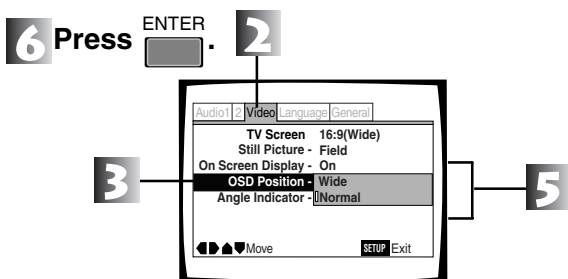 6 Press ENTER .
2
Audio1 2 Video Language General
TV Screen 16:9(Wide)
Still Picture - Field
On Screen Display - On
3
OSD Position - Wide
5
Angle Indicator - Normal
Move SETUP Exit